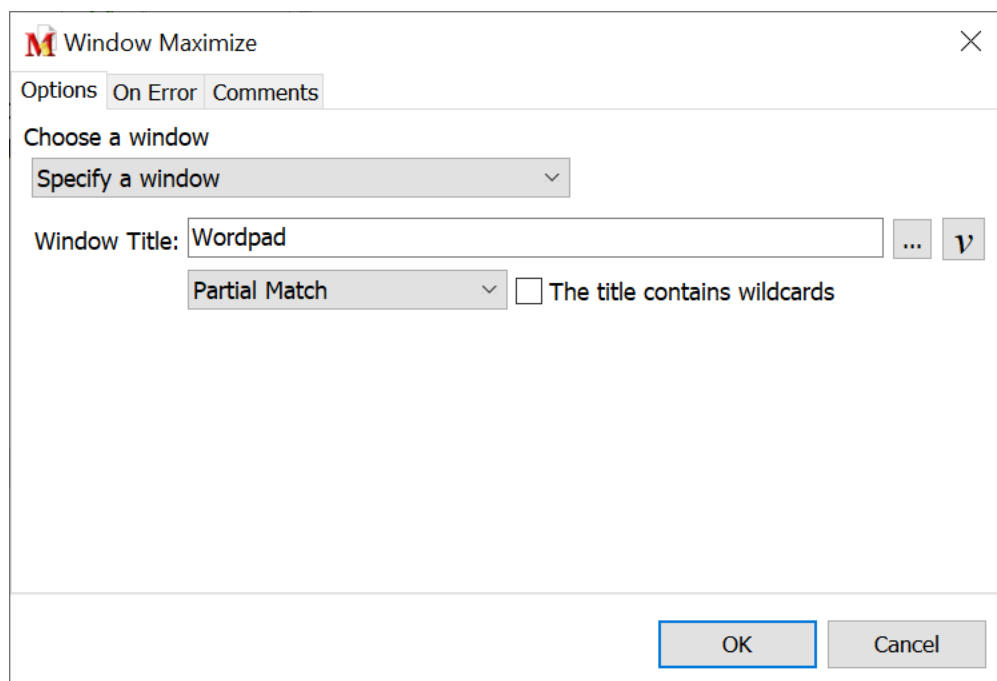 Window Maximize
Options On Error Comments
Choose a window
Specify a window
Window Title: Wordpad ... v
Partial Match The title contains wildcards
OK Cancel